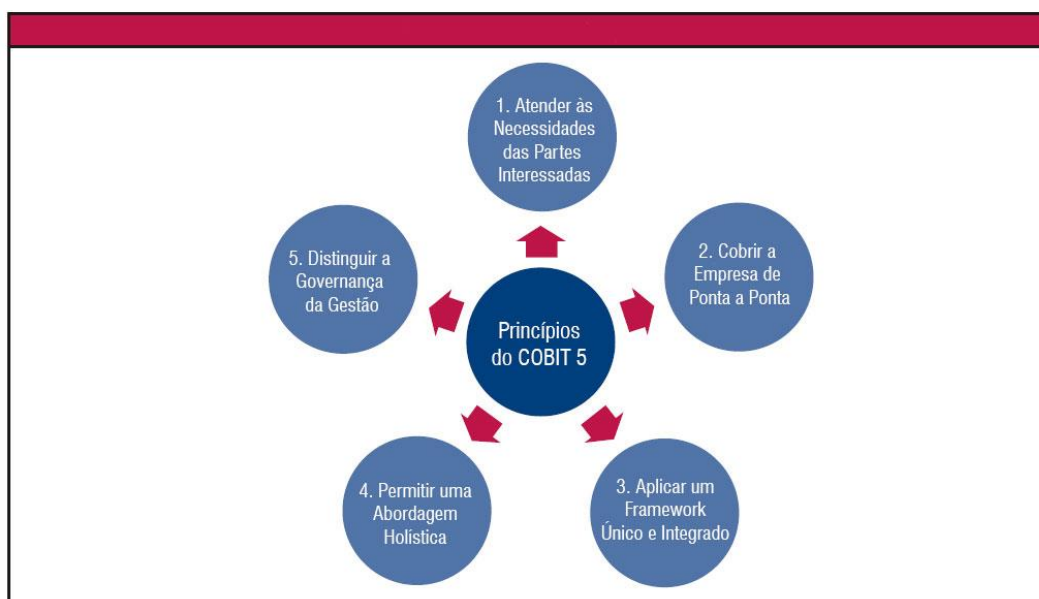 1. Atender às
Necessidades
das Partes
Interessadas
5. Distinguir a
Governança
da Gestão
2. Cobrir a
Empresa de
Ponta a Ponta
Princípios
do COBIT 5
4. Permitir uma
Abordagem
Holística
3. Aplicar um
Framework
Único e Integrado